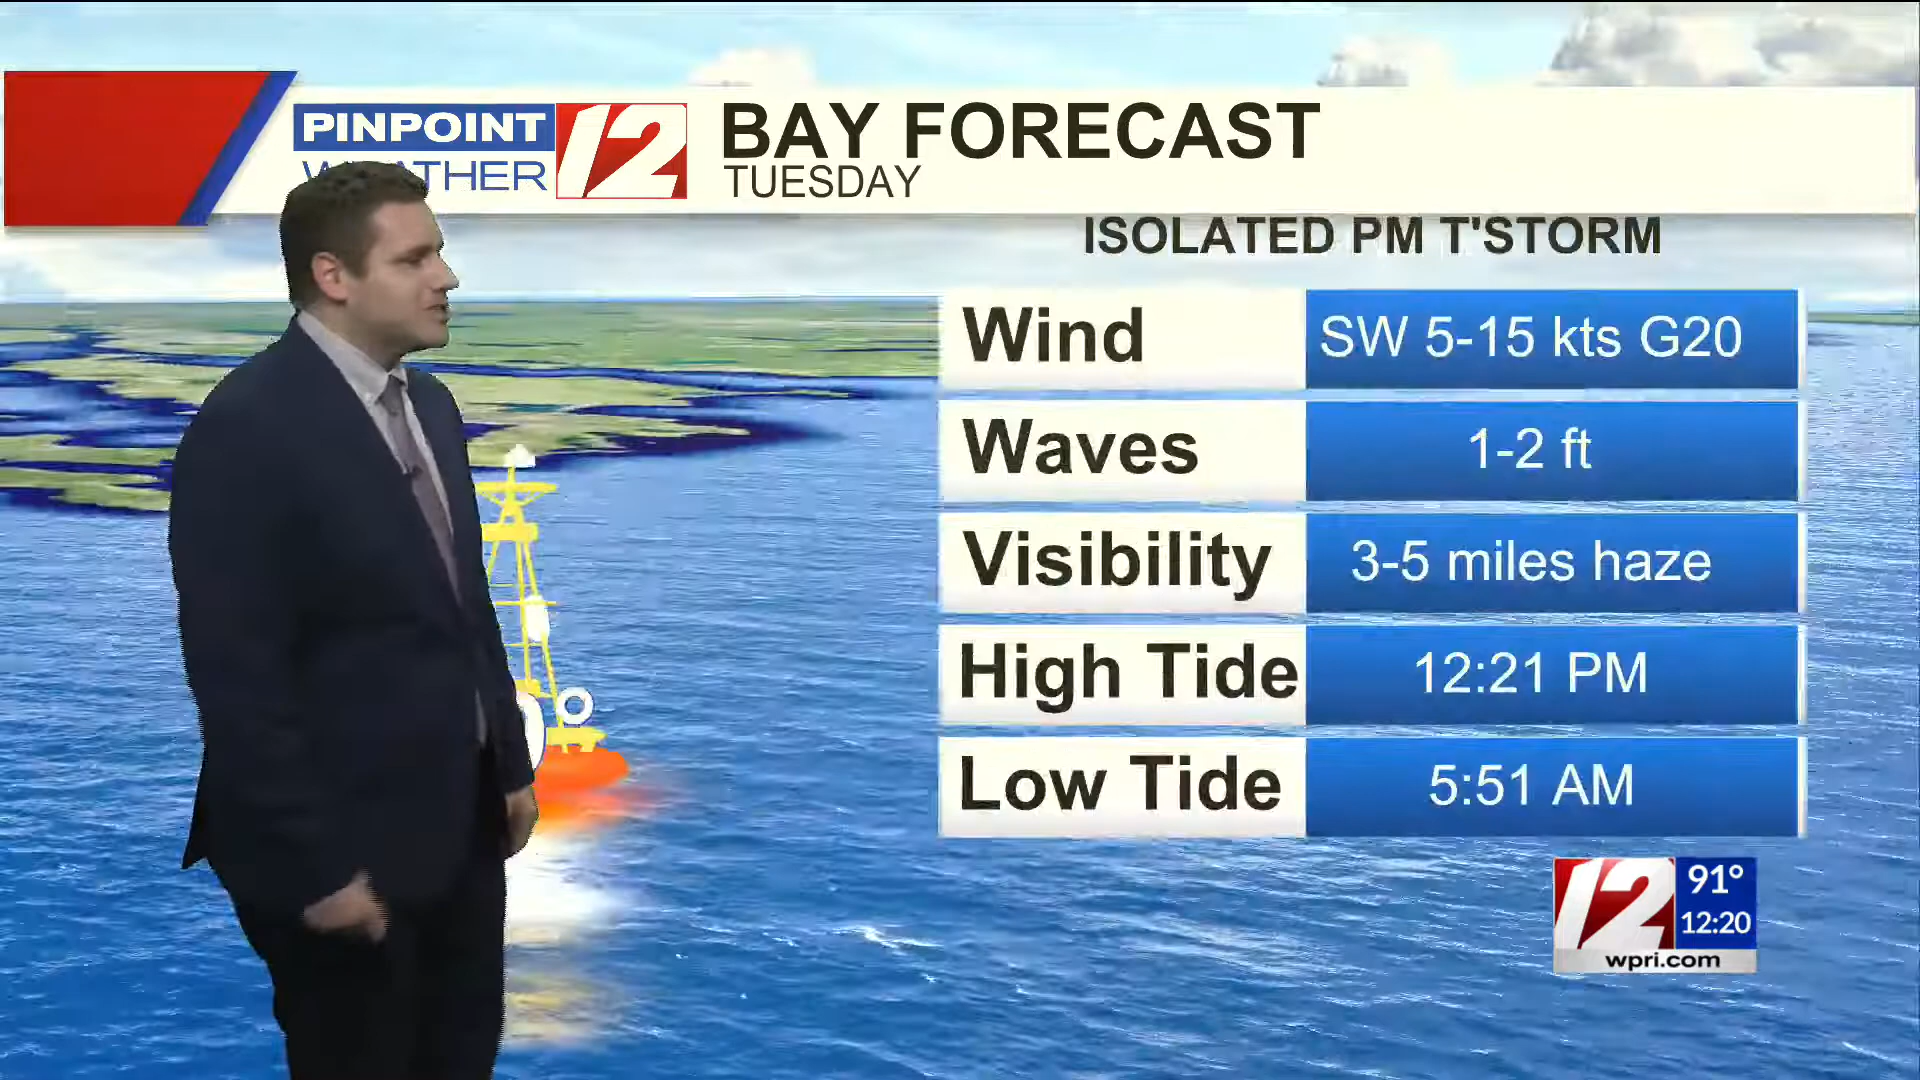 PINPOINT
WEATHER
12
BAY FORECAST
TUESDAY
ISOLATED PM T'STORM
Wind SW 5-15 kts G20
Waves 1-2 ft
Visibility 3-5 miles haze
High Tide 12:21 PM
Low Tide 5:51 AM
12 91°
12:20
wpri.com